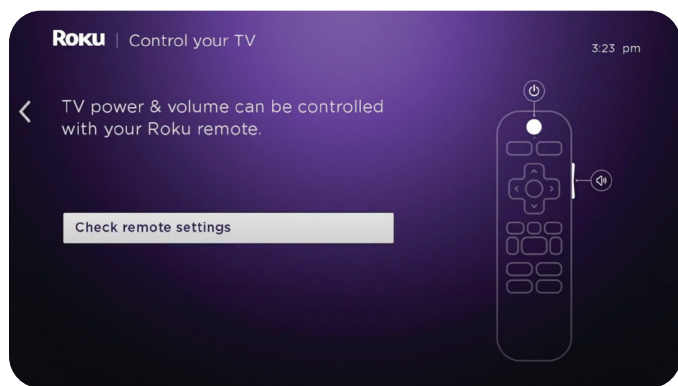 ROKU | Control your TV
3:23 pm
TV power & volume can be controlled
with your Roku remote.
Check remote settings